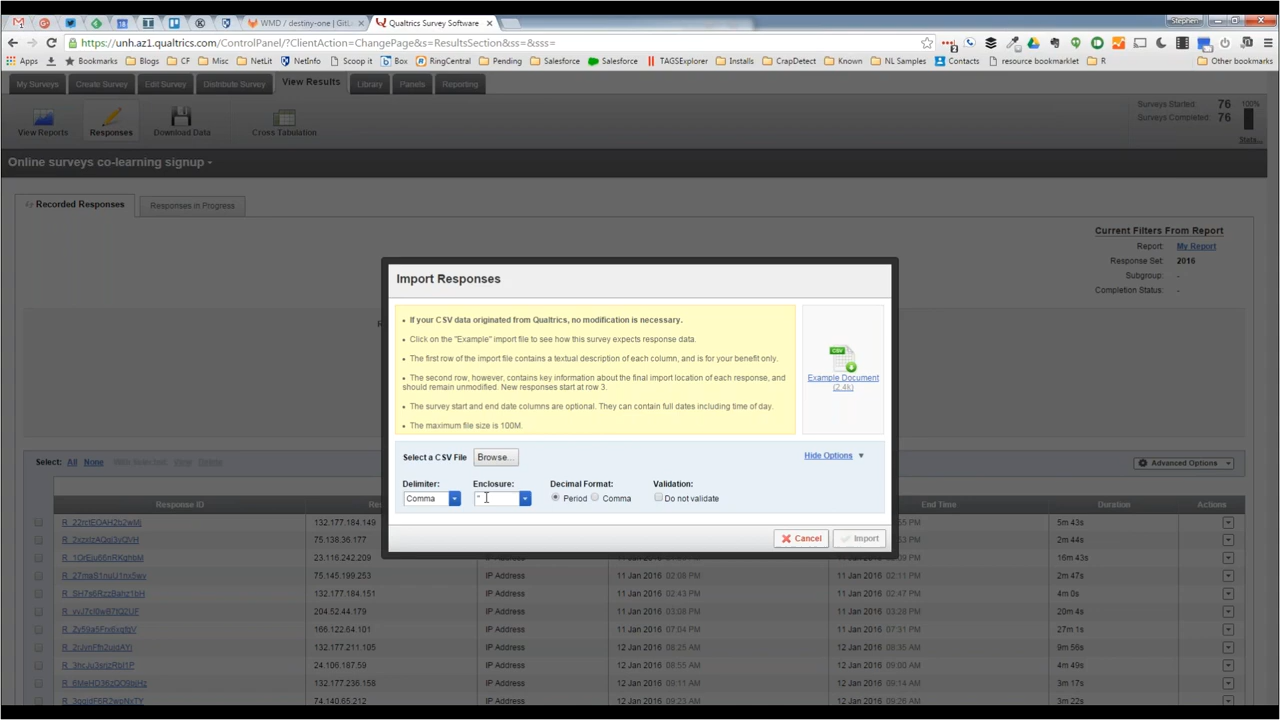 WMD / destiny-one | GitL
Qualtrics Survey Software
Stephen
https://unh.az1.qualtrics.com/ControlPanel/?ClientAction=ChangePage&s=ResultsSection&ss=&sss=
Apps Bookmarks Blogs CF Misc NetLit NetInfo Scoop it Box RingCentral Pending Salesforce Salesforce TAGSExplorer Installs CrapDetect Known NL Samples Contacts resource bookmarklet R Other bookmarks
My Surveys Create Survey Edit Survey Distribute Survey View Results Library Panels Reporting
View Reports Responses Download Data Cross Tabulation
Surveys Started: 76 100%
Surveys Completed: 76
Stats...
Online surveys co-learning signup
Recorded Responses Responses in Progress
Current Filters From Report
Report: My Report
Response Set: 2016
Subgroup: -
Completion Status: -
Import Responses
• If your CSV data originated from Qualtrics, no modification is necessary.
• Click on the "Example" import file to see how this survey expects response data.
• The first row of the import file contains a textual description of each column, and is for your benefit only.
• The second row, however, contains key information about the final import location of each response, and
should remain unmodified. New responses start at row 3.
• The survey start and end date columns are optional. They can contain full dates including time of day.
• The maximum file size is 100M.
CSV
Example Document
(2.4k)
Select a CSV File Browse... Hide Options
Delimiter: Enclosure: Decimal Format: Validation:
Comma " Period Comma Do not validate
Cancel Import
Select: All None With Selected: View Delete
Advanced Options
Response ID End Time Duration Actions
132.177.184.149 5m 43s
75.138.36.177 2m 44s
23.116.242.209 16m 43s
75.145.199.253 IP Address 11 Jan 2016 02:08 PM 11 Jan 2016 02:11 PM 2m 47s
132.177.184.151 IP Address 11 Jan 2016 02:43 PM 11 Jan 2016 02:47 PM 4m 0s
204.52.44.179 IP Address 11 Jan 2016 03:08 PM 11 Jan 2016 03:28 PM 20m 4s
166.122.64.101 IP Address 11 Jan 2016 07:04 PM 11 Jan 2016 07:31 PM 27m 1s
132.177.211.105 IP Address 12 Jan 2016 08:25 AM 12 Jan 2016 08:35 AM 9m 56s
24.106.187.59 IP Address 12 Jan 2016 08:55 AM 12 Jan 2016 09:00 AM 4m 49s
132.177.236.158 IP Address 12 Jan 2016 09:11 AM 12 Jan 2016 09:14 AM 3m 17s
74.140.65.212 IP Address 12 Jan 2016 12 Jan 2016 3m 22s